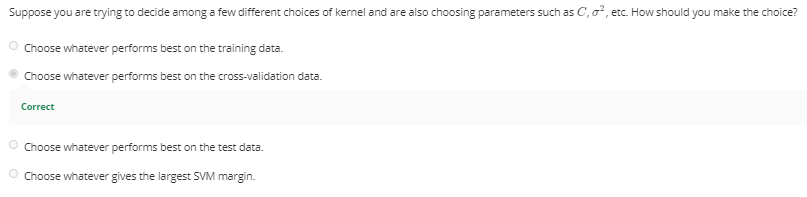 Suppose you are trying to decide among a few different choices of kernel and are also choosing parameters such as C, σ², etc. How should you make the choice?
Choose whatever performs best on the training data.
Choose whatever performs best on the cross-validation data.
Correct
Choose whatever performs best on the test data.
Choose whatever gives the largest SVM margin.